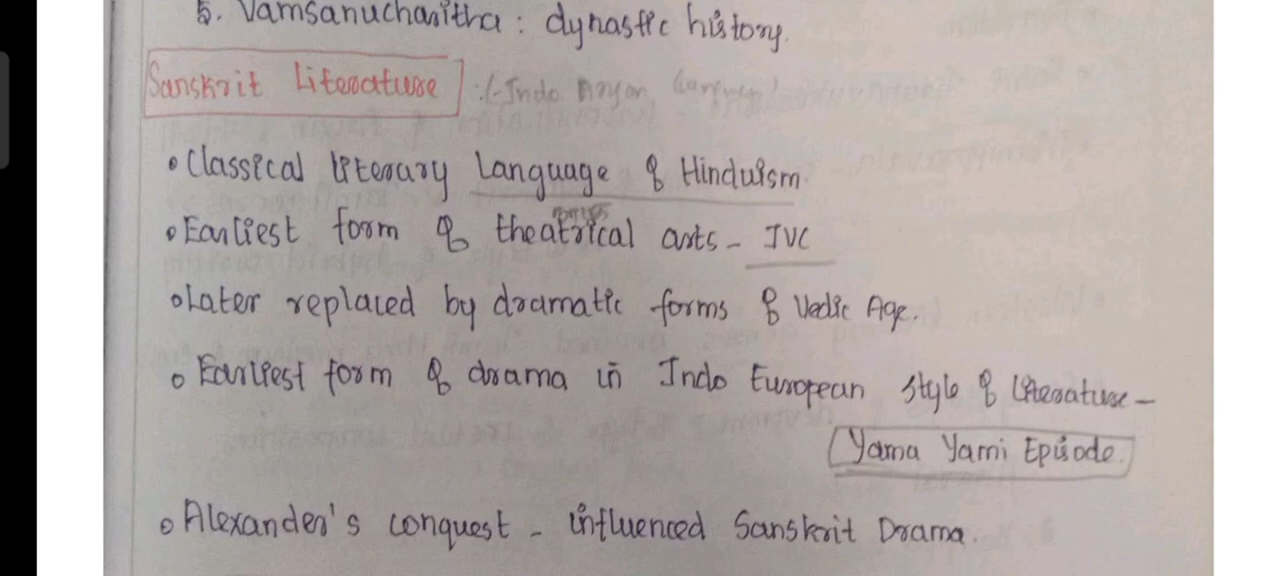 5. Vamsanucharitha : dynastic history.
Sanskrit Literature :(-Indo Aryan
• Classical literary Language of Hinduism.
• Earliest form of theatrical arts - IVC
• Later replaced by dramatic forms of Vedic Age.
• Earliest form of drama in Indo European style of Literature -
Yama Yami Episode.
• Alexander's conquest - influenced Sanskrit Drama.